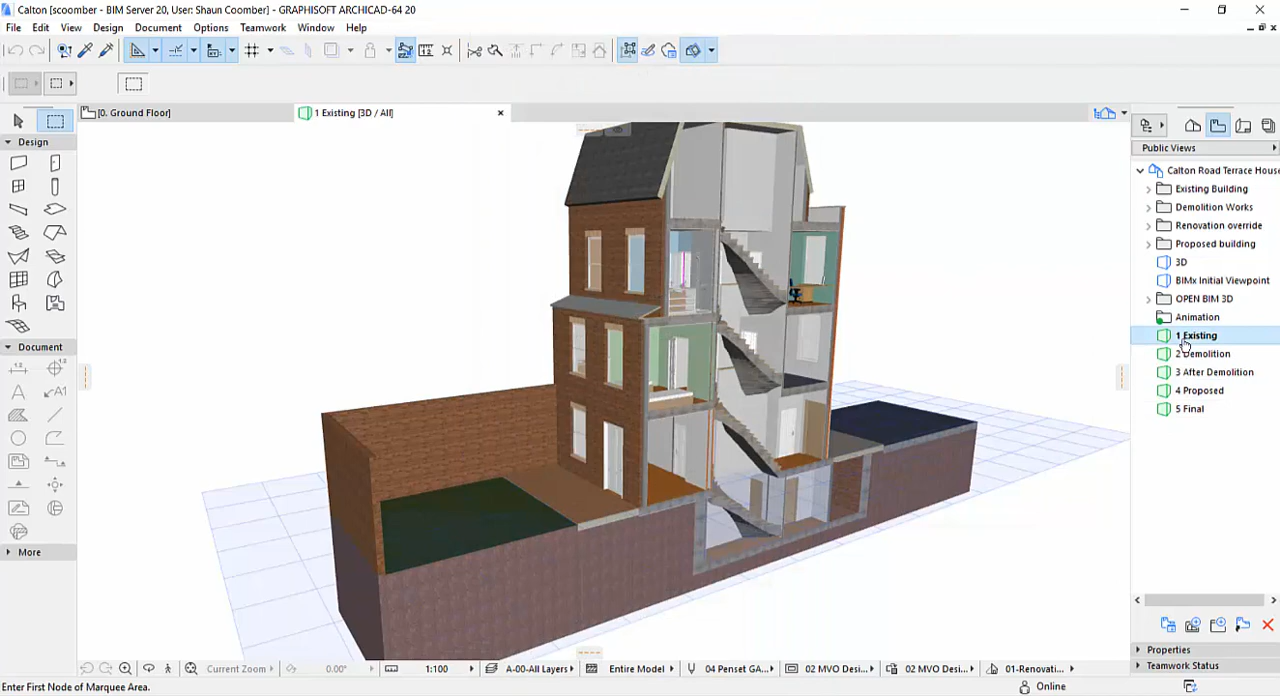 Calton [scoomber - BIM Server 20, User: Shaun Coomber] - GRAPHISOFT ARCHICAD-64 20
File Edit View Design Document Options Teamwork Window Help
[0. Ground Floor]
1 Existing [3D / All]
Public Views
Design
Calton Road Terrace House
Existing Building
Demolition Works
Renovation override
Proposed building
3D
BIMx Initial Viewpoint
OPEN BIM 3D
Animation
1 Existing
2 Demolition
3 After Demolition
4 Proposed
5 Final
Document
A
A1
More
Properties
Teamwork Status
Current Zoom
0.00°
1:100
A-00-All Layers
Entire Model
04 Penset GA...
02 MVO Desi...
02 MVO Desi...
01-Renovati...
Enter First Node of Marquee Area.
Online